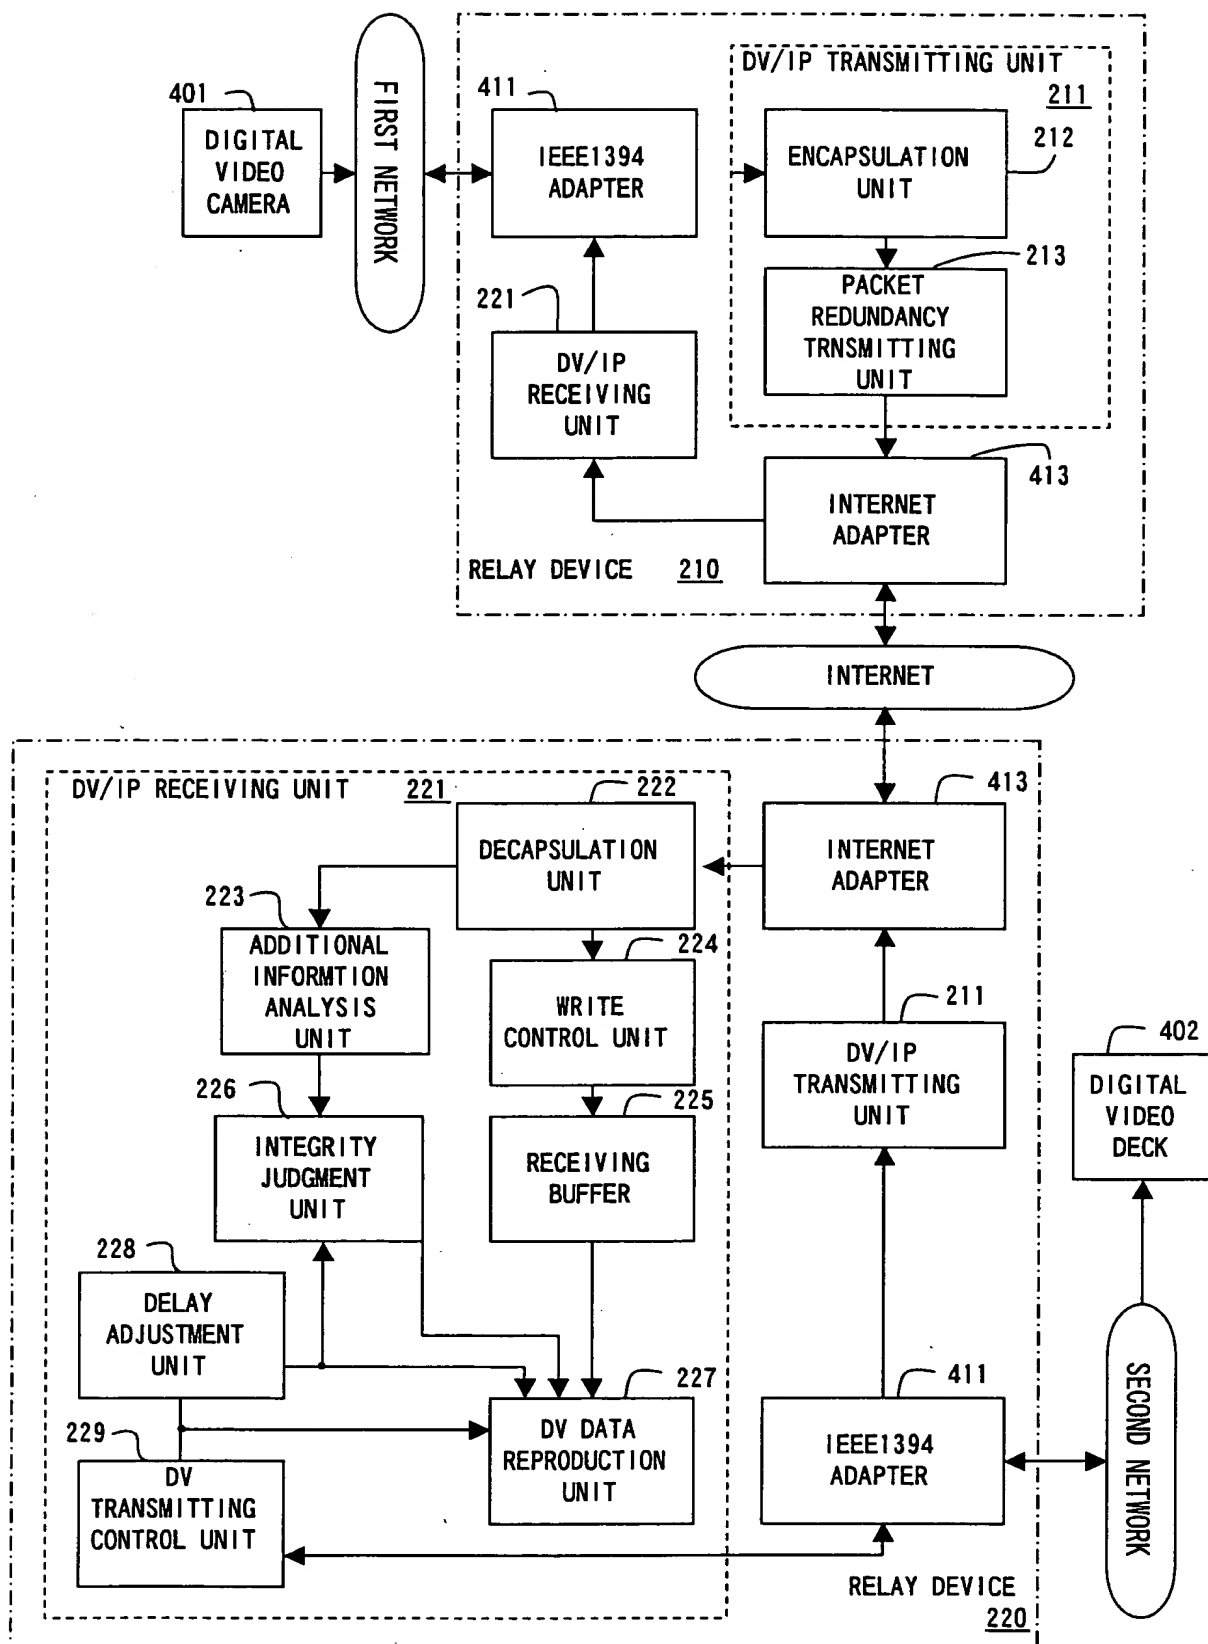 401
DIGITAL
VIDEO
CAMERA
FIRST NETWORK
411
IEEE1394
ADAPTER
DV/IP TRANSMITTING UNIT
211
ENCAPSULATION
UNIT
212
213
PACKET
REDUNDANCY
TRNSMITTING
UNIT
221
DV/IP
RECEIVING
UNIT
413
INTERNET
ADAPTER
RELAY DEVICE 210
INTERNET
DV/IP RECEIVING UNIT 221
222
DECAPSULATION
UNIT
413
INTERNET
ADAPTER
223
ADDITIONAL
INFORMTION
ANALYSIS
UNIT
224
WRITE
CONTROL UNIT
211
DV/IP
TRANSMITTING
UNIT
402
DIGITAL
VIDEO
DECK
226
INTEGRITY
JUDGMENT
UNIT
225
RECEIVING
BUFFER
228
DELAY
ADJUSTMENT
UNIT
227
DV DATA
REPRODUCTION
UNIT
411
IEEE1394
ADAPTER
SECOND NETWORK
229
DV
TRANSMITTING
CONTROL UNIT
RELAY DEVICE
220